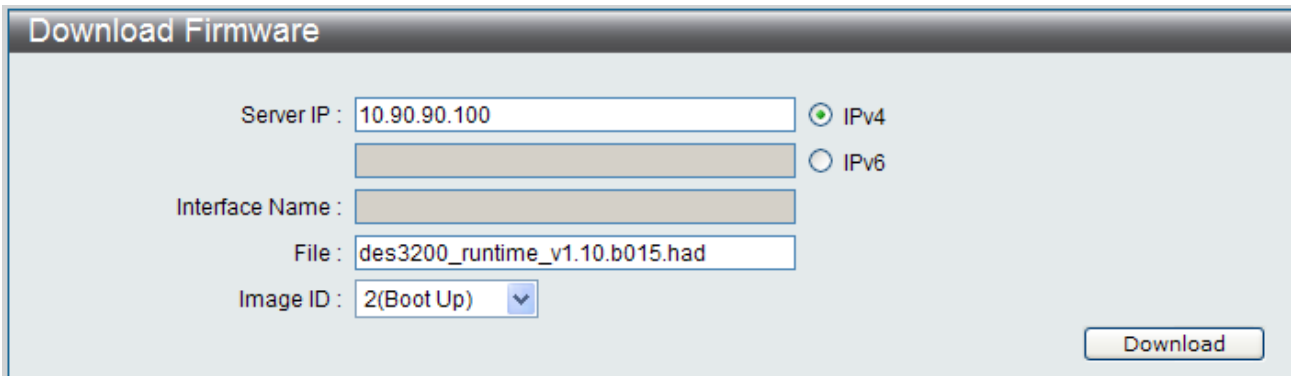 Download Firmware
Server IP : 10.90.90.100 IPv4
IPv6
Interface Name :
File : des3200_runtime_v1.10.b015.had
Image ID : 2(Boot Up)
Download